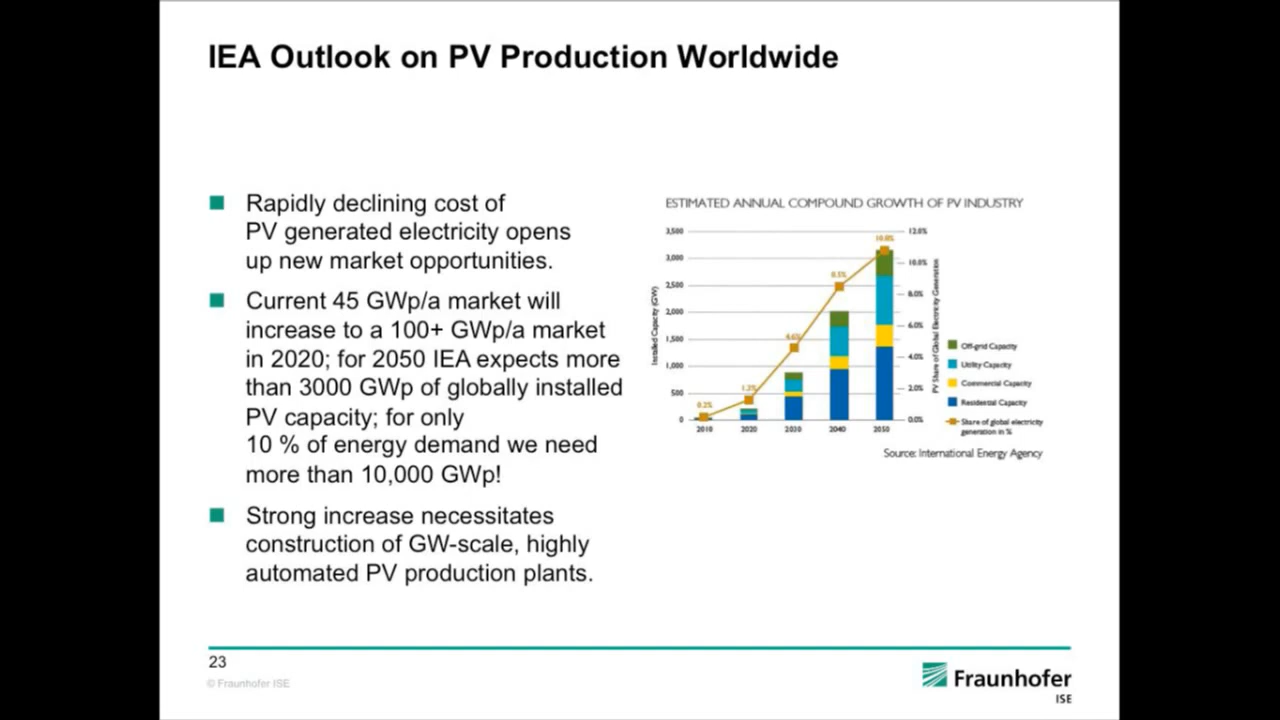 IEA Outlook on PV Production Worldwide
Rapidly declining cost of
PV generated electricity opens
up new market opportunities.
Current 45 GWp/a market will
increase to a 100+ GWp/a market
in 2020; for 2050 IEA expects more
than 3000 GWp of globally installed
PV capacity; for only
10 % of energy demand we need
more than 10,000 GWp!
Strong increase necessitates
construction of GW-scale, highly
automated PV production plants.
ESTIMATED ANNUAL COMPOUND GROWTH OF PV INDUSTRY
Installed Capacity (GW)
3,500
3,000
2,500
2,000
1,500
1,000
500
0
0.2%
1.2%
4.6%
8.5%
10.8%
2010
2020
2030
2040
2050
12.0%
10.0%
8.0%
6.0%
4.0%
2.0%
0.0%
PV Share of Global Electricity Generation
Off-grid Capacity
Utility Capacity
Commercial Capacity
Residential Capacity
Share of global electricity
generation in %
Source: International Energy Agency
23
© Fraunhofer ISE
Fraunhofer
ISE